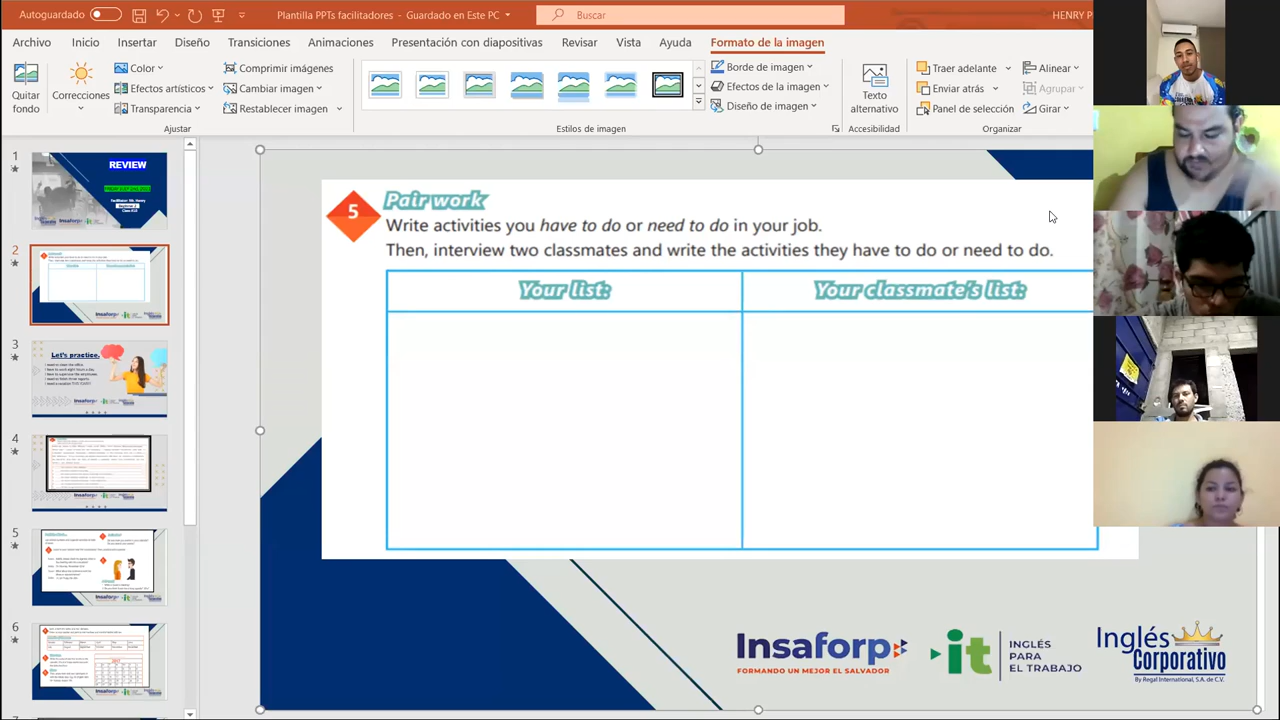 Autoguardado
Plantilla PPTs facilitadores - Guardado en Este PC
Buscar
HENRY P
Archivo Inicio Insertar Diseño Transiciones Animaciones Presentación con diapositivas Revisar Vista Ayuda Formato de la imagen
Quitar fondo
Correcciones
Color
Efectos artísticos
Transparencia
Comprimir imágenes
Cambiar imagen
Restablecer imagen
Ajustar
Estilos de imagen
Borde de imagen
Efectos de la imagen
Diseño de imagen
Texto alternativo
Accesibilidad
Traer adelante
Enviar atrás
Panel de selección
Alinear
Agrupar
Girar
Organizar
1
REVIEW
2
3
Let's practice.
4
5
6
5
Pair work
Write activities you have to do or need to do in your job.
Then, interview two classmates and write the activities they have to do or need to do.
Your list:
Your classmate's list:
Insaforp
FORMANDO UN MEJOR EL SALVADOR
it
INGLÉS
PARA
EL TRABAJO
Inglés
Corporativo
By Regal International, S.A. de C.V.